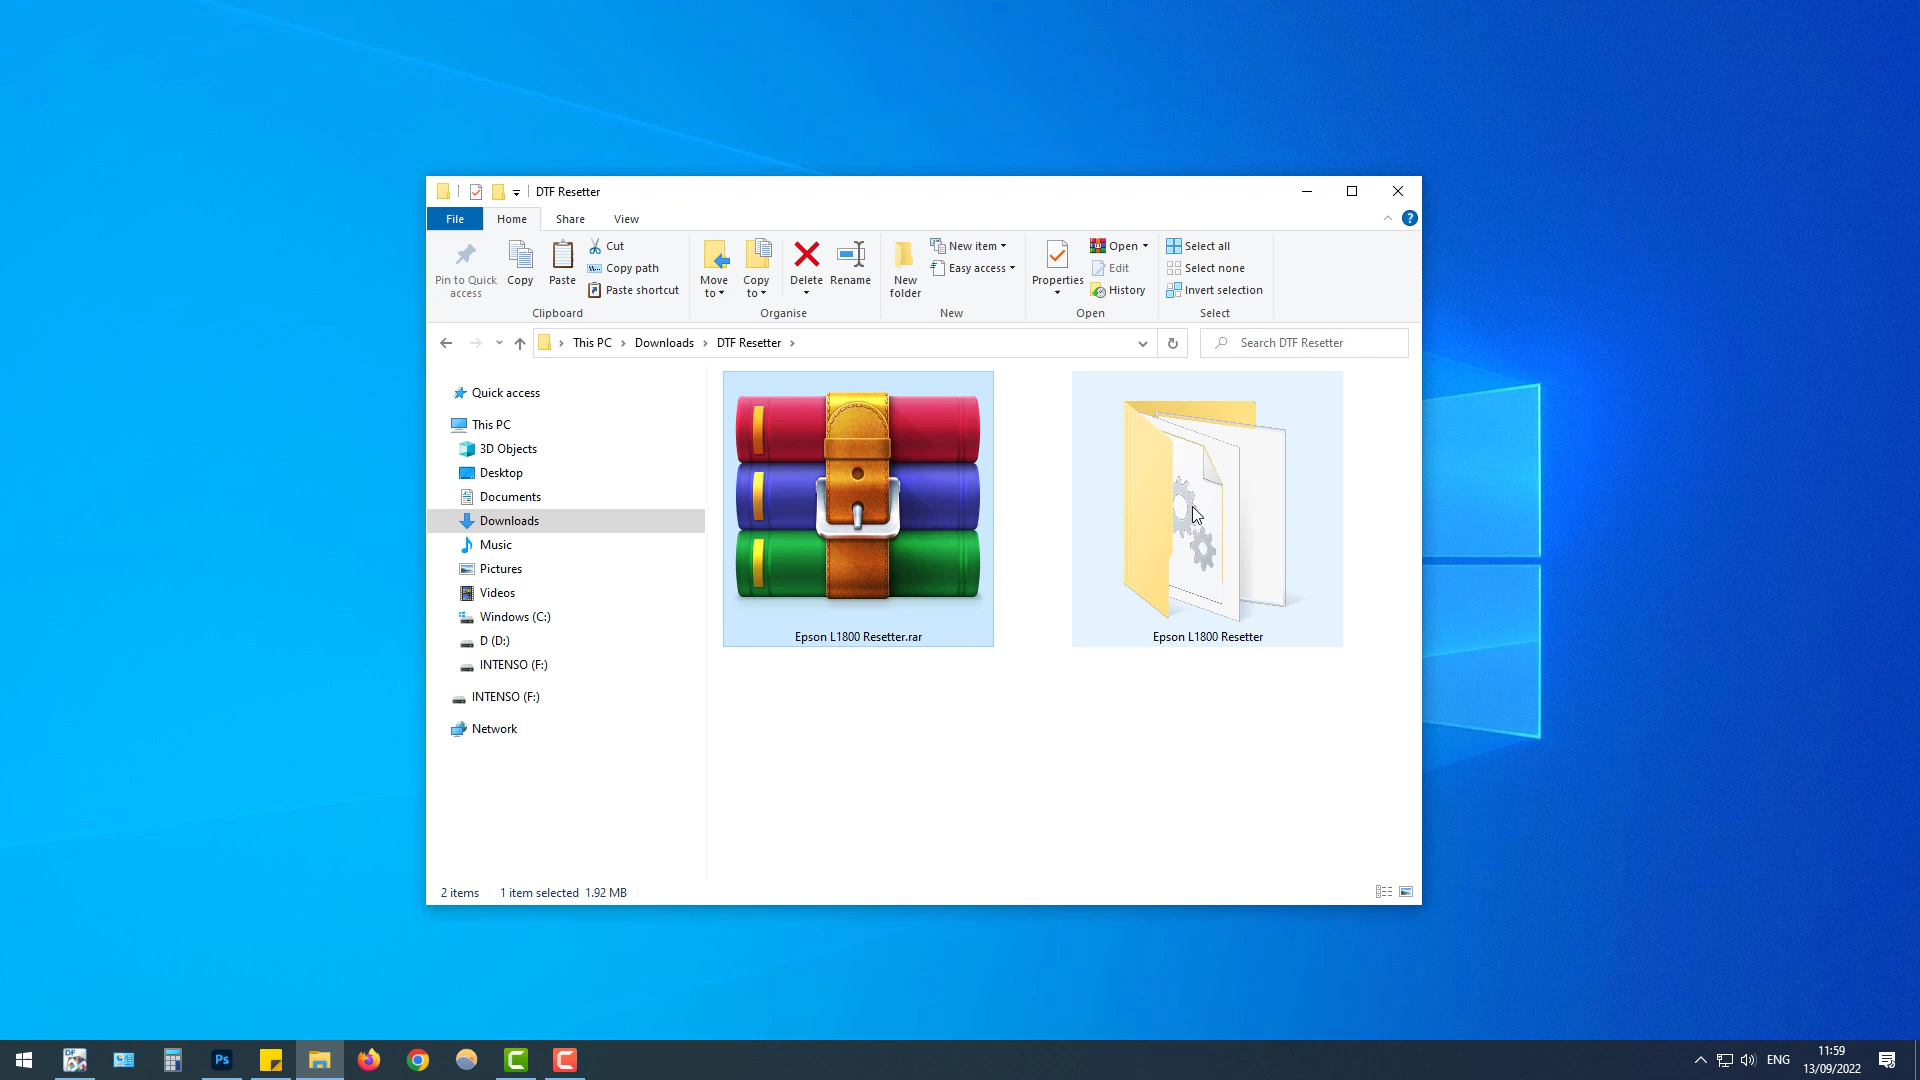 DTF Resetter
File Home Share View
Pin to Quick access
Copy
Paste
Cut
Copy path
Paste shortcut
Clipboard
Move to
Copy to
Delete
Rename
Organise
New folder
New item
Easy access
New
Properties
Open
Edit
History
Open
Select all
Select none
Invert selection
Select
This PC Downloads DTF Resetter
Search DTF Resetter
Quick access
This PC
3D Objects
Desktop
Documents
Downloads
Music
Pictures
Videos
Windows (C:)
D (D:)
INTENSO (F:)
INTENSO (F:)
Network
Epson L1800 Resetter.rar
Epson L1800 Resetter
2 items 1 item selected 1.92 MB
DF
Ps
ENG
11:59
13/09/2022